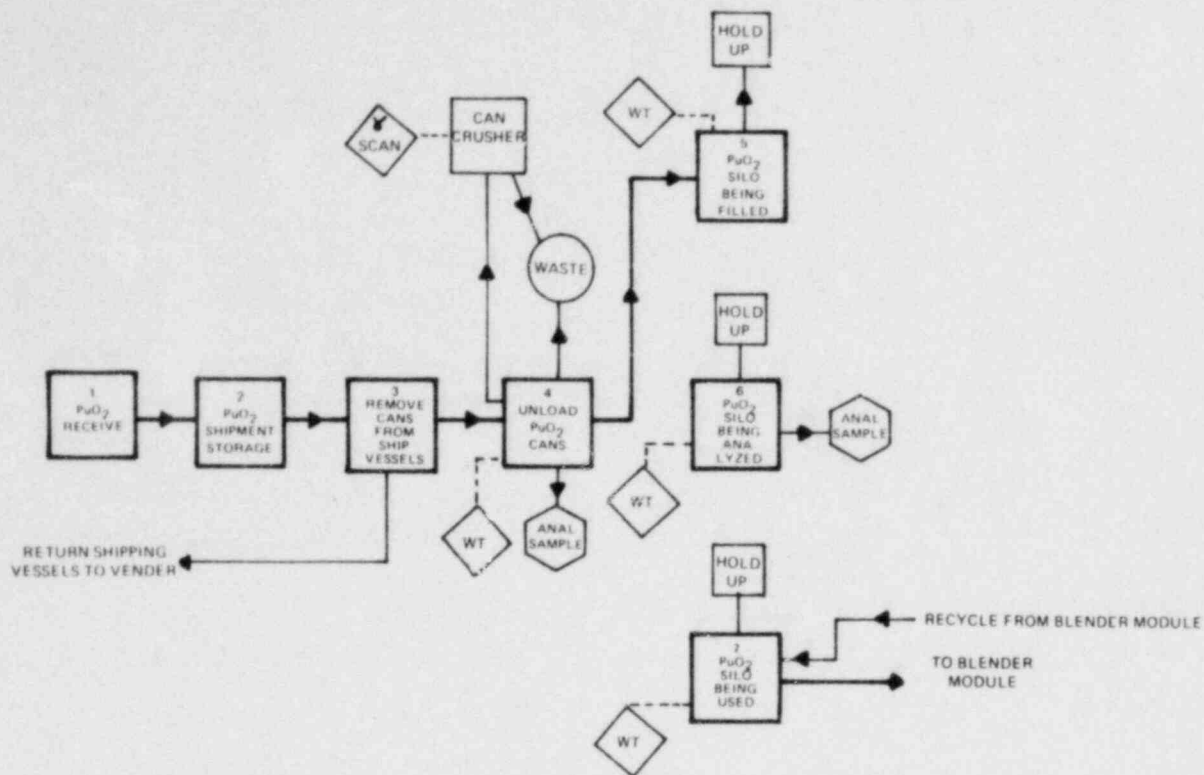 HOLD
UP
WT
CAN
CRUSHER
SCAN
5
PuO2
SILO
BEING
FILLED
WASTE
HOLD
UP
1
PuO2
RECEIVE
2
PuO2
SHIPMENT
STORAGE
3
REMOVE
CANS
FROM
SHIP
VESSELS
4
UNLOAD
PuO2
CANS
6
PuO2
SILO
BEING
ANA
LYZED
ANAL
SAMPLE
WT
WT
ANAL
SAMPLE
RETURN SHIPPING
VESSELS TO VENDER
HOLD
UP
RECYCLE FROM BLENDER MODULE
7
PuO2
SILO
BEING
USED
TO BLENDER
MODULE
WT